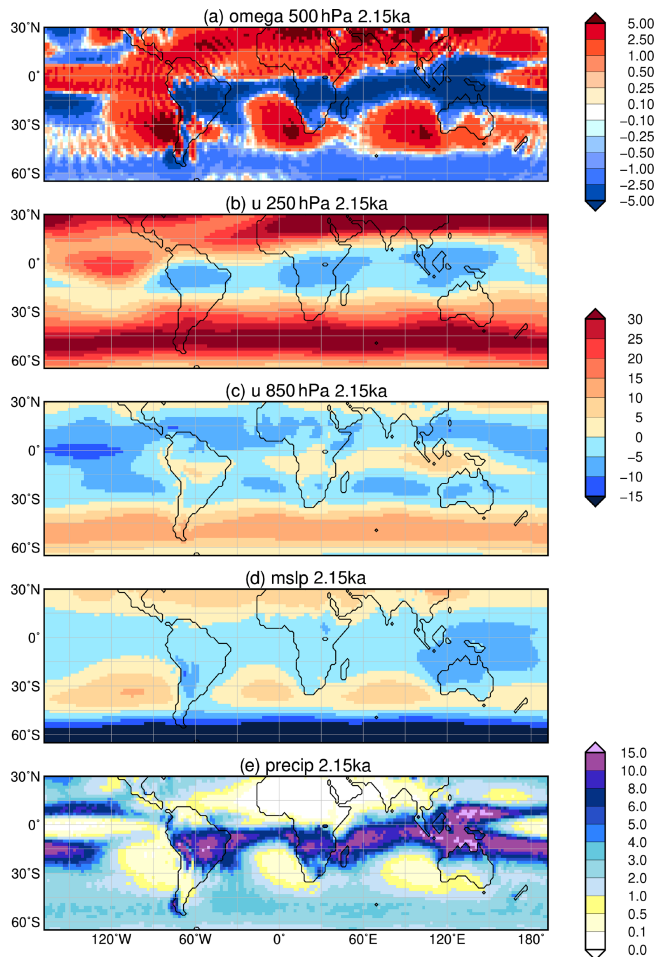 (a) omega 500 hPa 2.15ka
30°N
0°
30°S
60°S
5.00
2.50
1.00
0.50
0.25
0.10
−0.10
−0.25
−0.50
−1.00
−2.50
−5.00
(b) u 250 hPa 2.15ka
30°N
0°
30°S
60°S
(c) u 850 hPa 2.15ka
30°N
0°
30°S
60°S
30
25
20
15
10
5
0
−5
−10
−15
(d) mslp 2.15ka
30°N
0°
30°S
60°S
(e) precip 2.15ka
30°N
0°
30°S
60°S
120°W 60°W 0° 60°E 120°E 180°
15.0
10.0
8.0
6.0
5.0
4.0
3.0
2.0
1.0
0.5
0.1
0.0